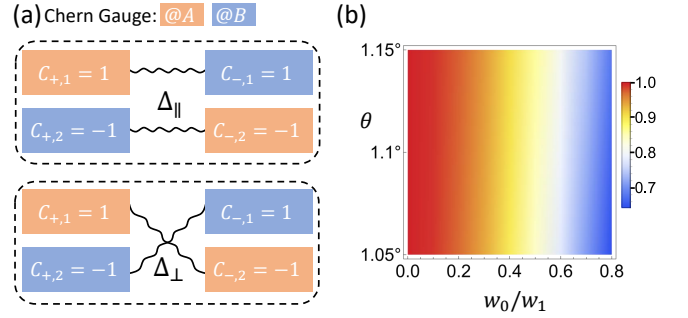 (a) Chern Gauge: @A @B
C₊,₁ = 1 C₋,₁ = 1
Δ∥
C₊,₂ = −1 C₋,₂ = −1
C₊,₁ = 1 C₋,₁ = 1
C₊,₂ = −1 Δ⊥ C₋,₂ = −1
(b)
1.15°
θ
1.1°
1.05°
0.0 0.2 0.4 0.6 0.8
w₀/w₁
1.0
0.9
0.8
0.7